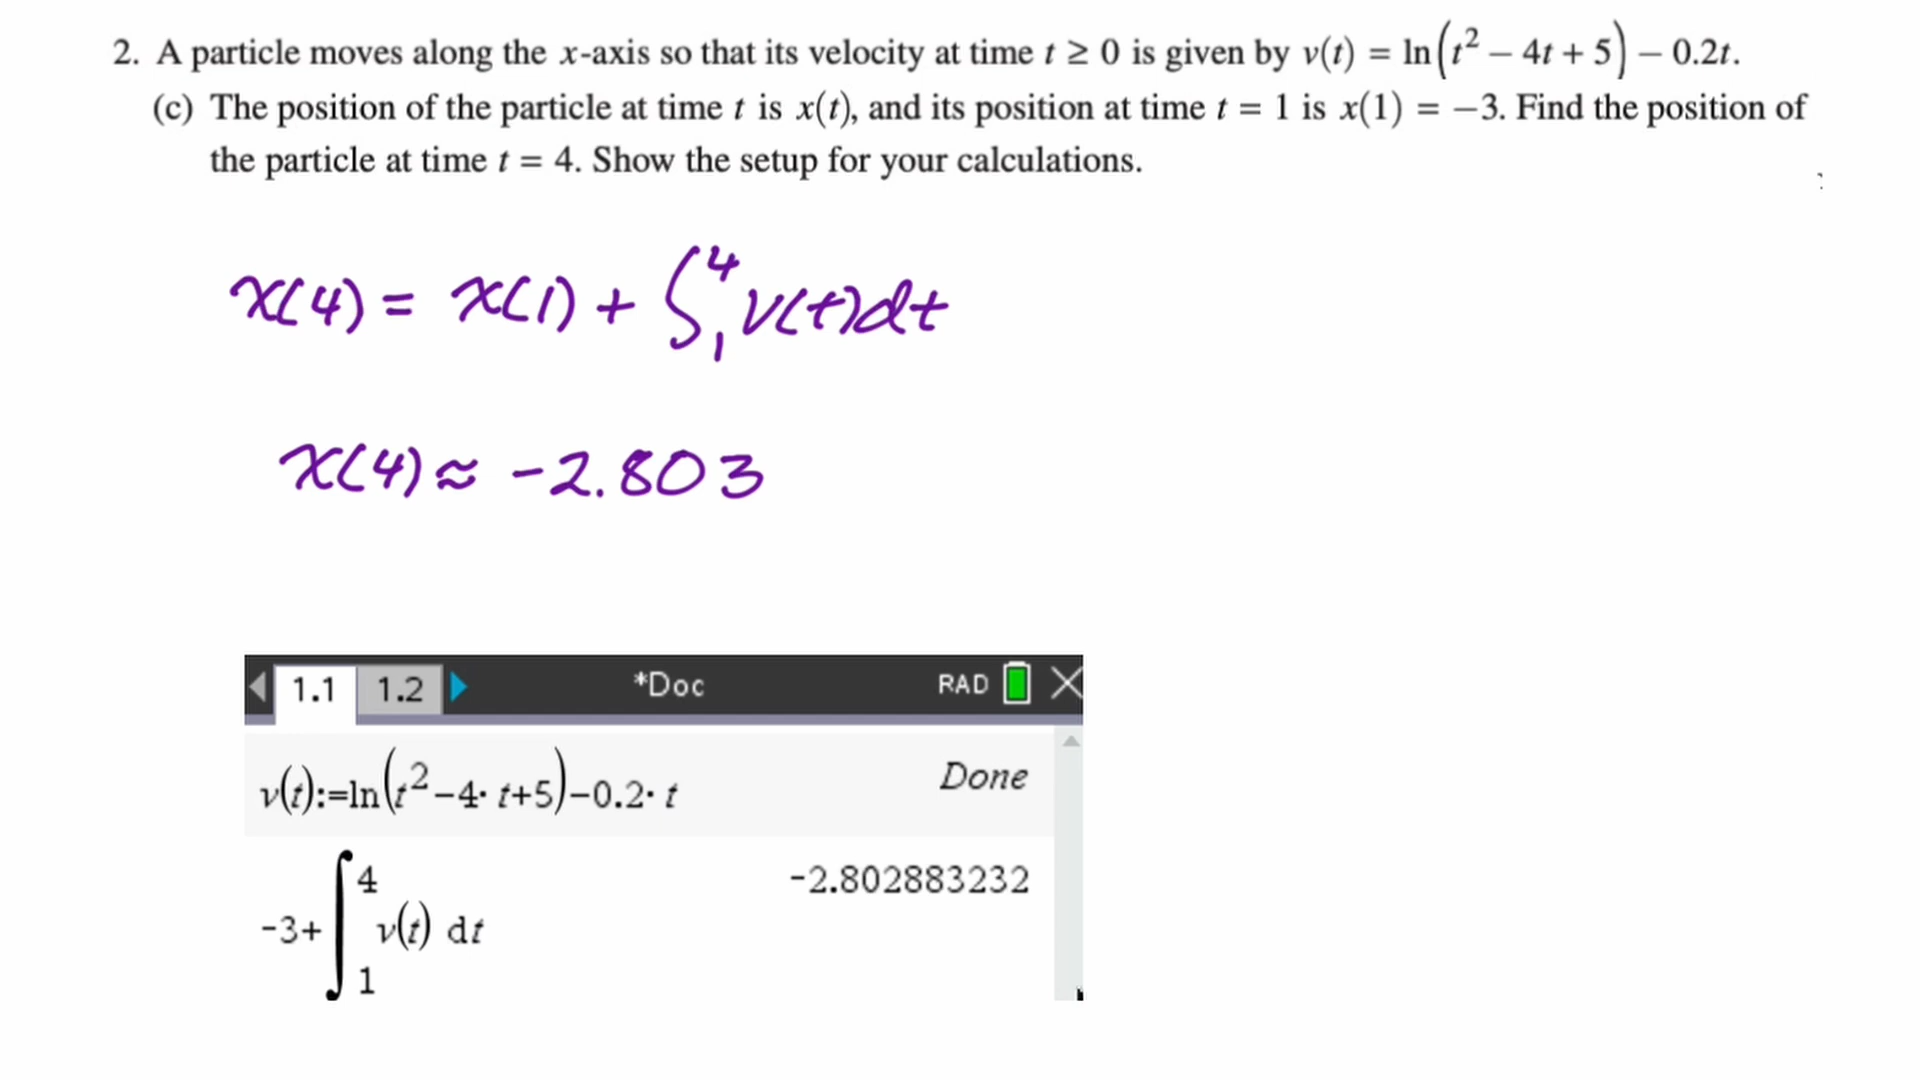 2. A particle moves along the x-axis so that its velocity at time t ≥ 0 is given by v(t) = ln(t² – 4t + 5) – 0.2t.
(c) The position of the particle at time t is x(t), and its position at time t = 1 is x(1) = –3. Find the position of
the particle at time t = 4. Show the setup for your calculations.
x(4) = x(1) + ∫₁⁴ v(t)dt
x(4) ≈ -2.803
1.1 1.2 *Doc RAD
v(t):=ln(t²−4·t+5)−0.2·t Done
-3+∫₁⁴ v(t) dt -2.802883232